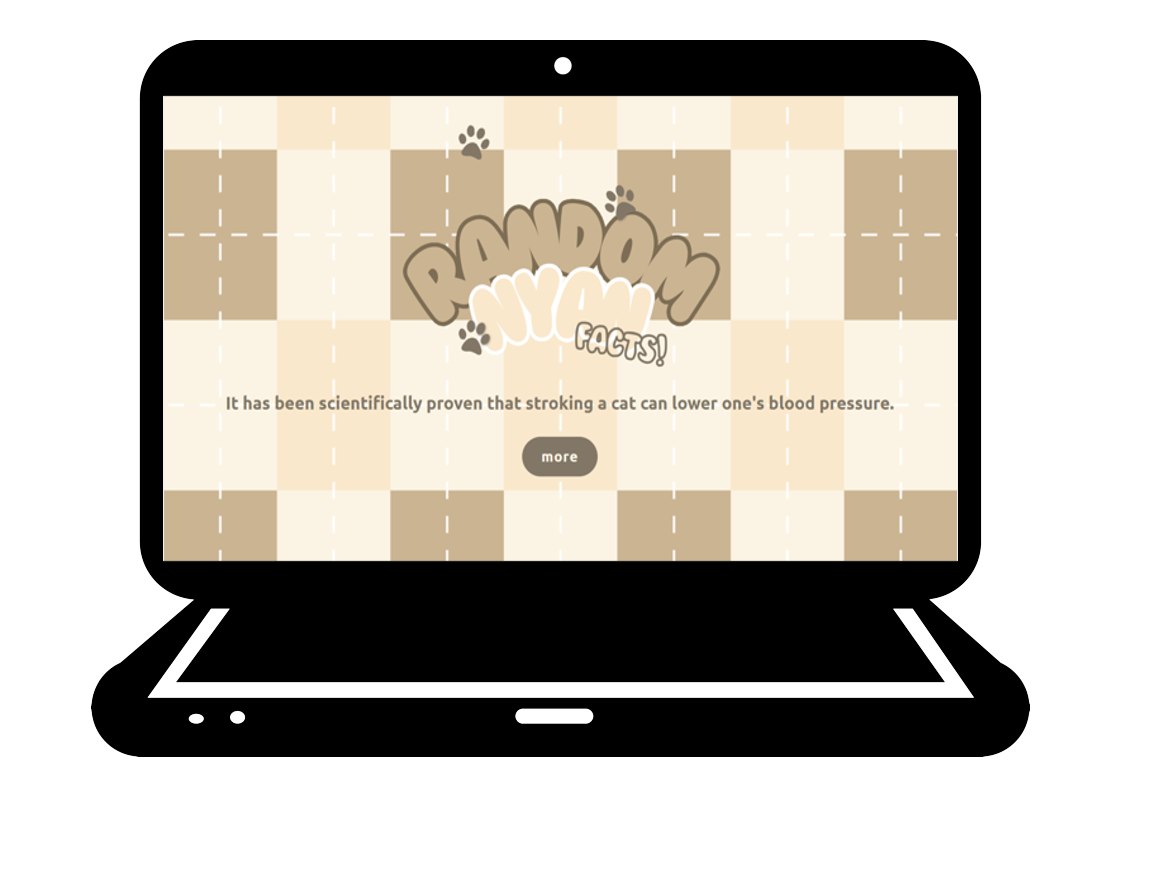 RANDOM
NYAN
FACTS!
It has been scientifically proven that stroking a cat can lower one's blood pressure.
more